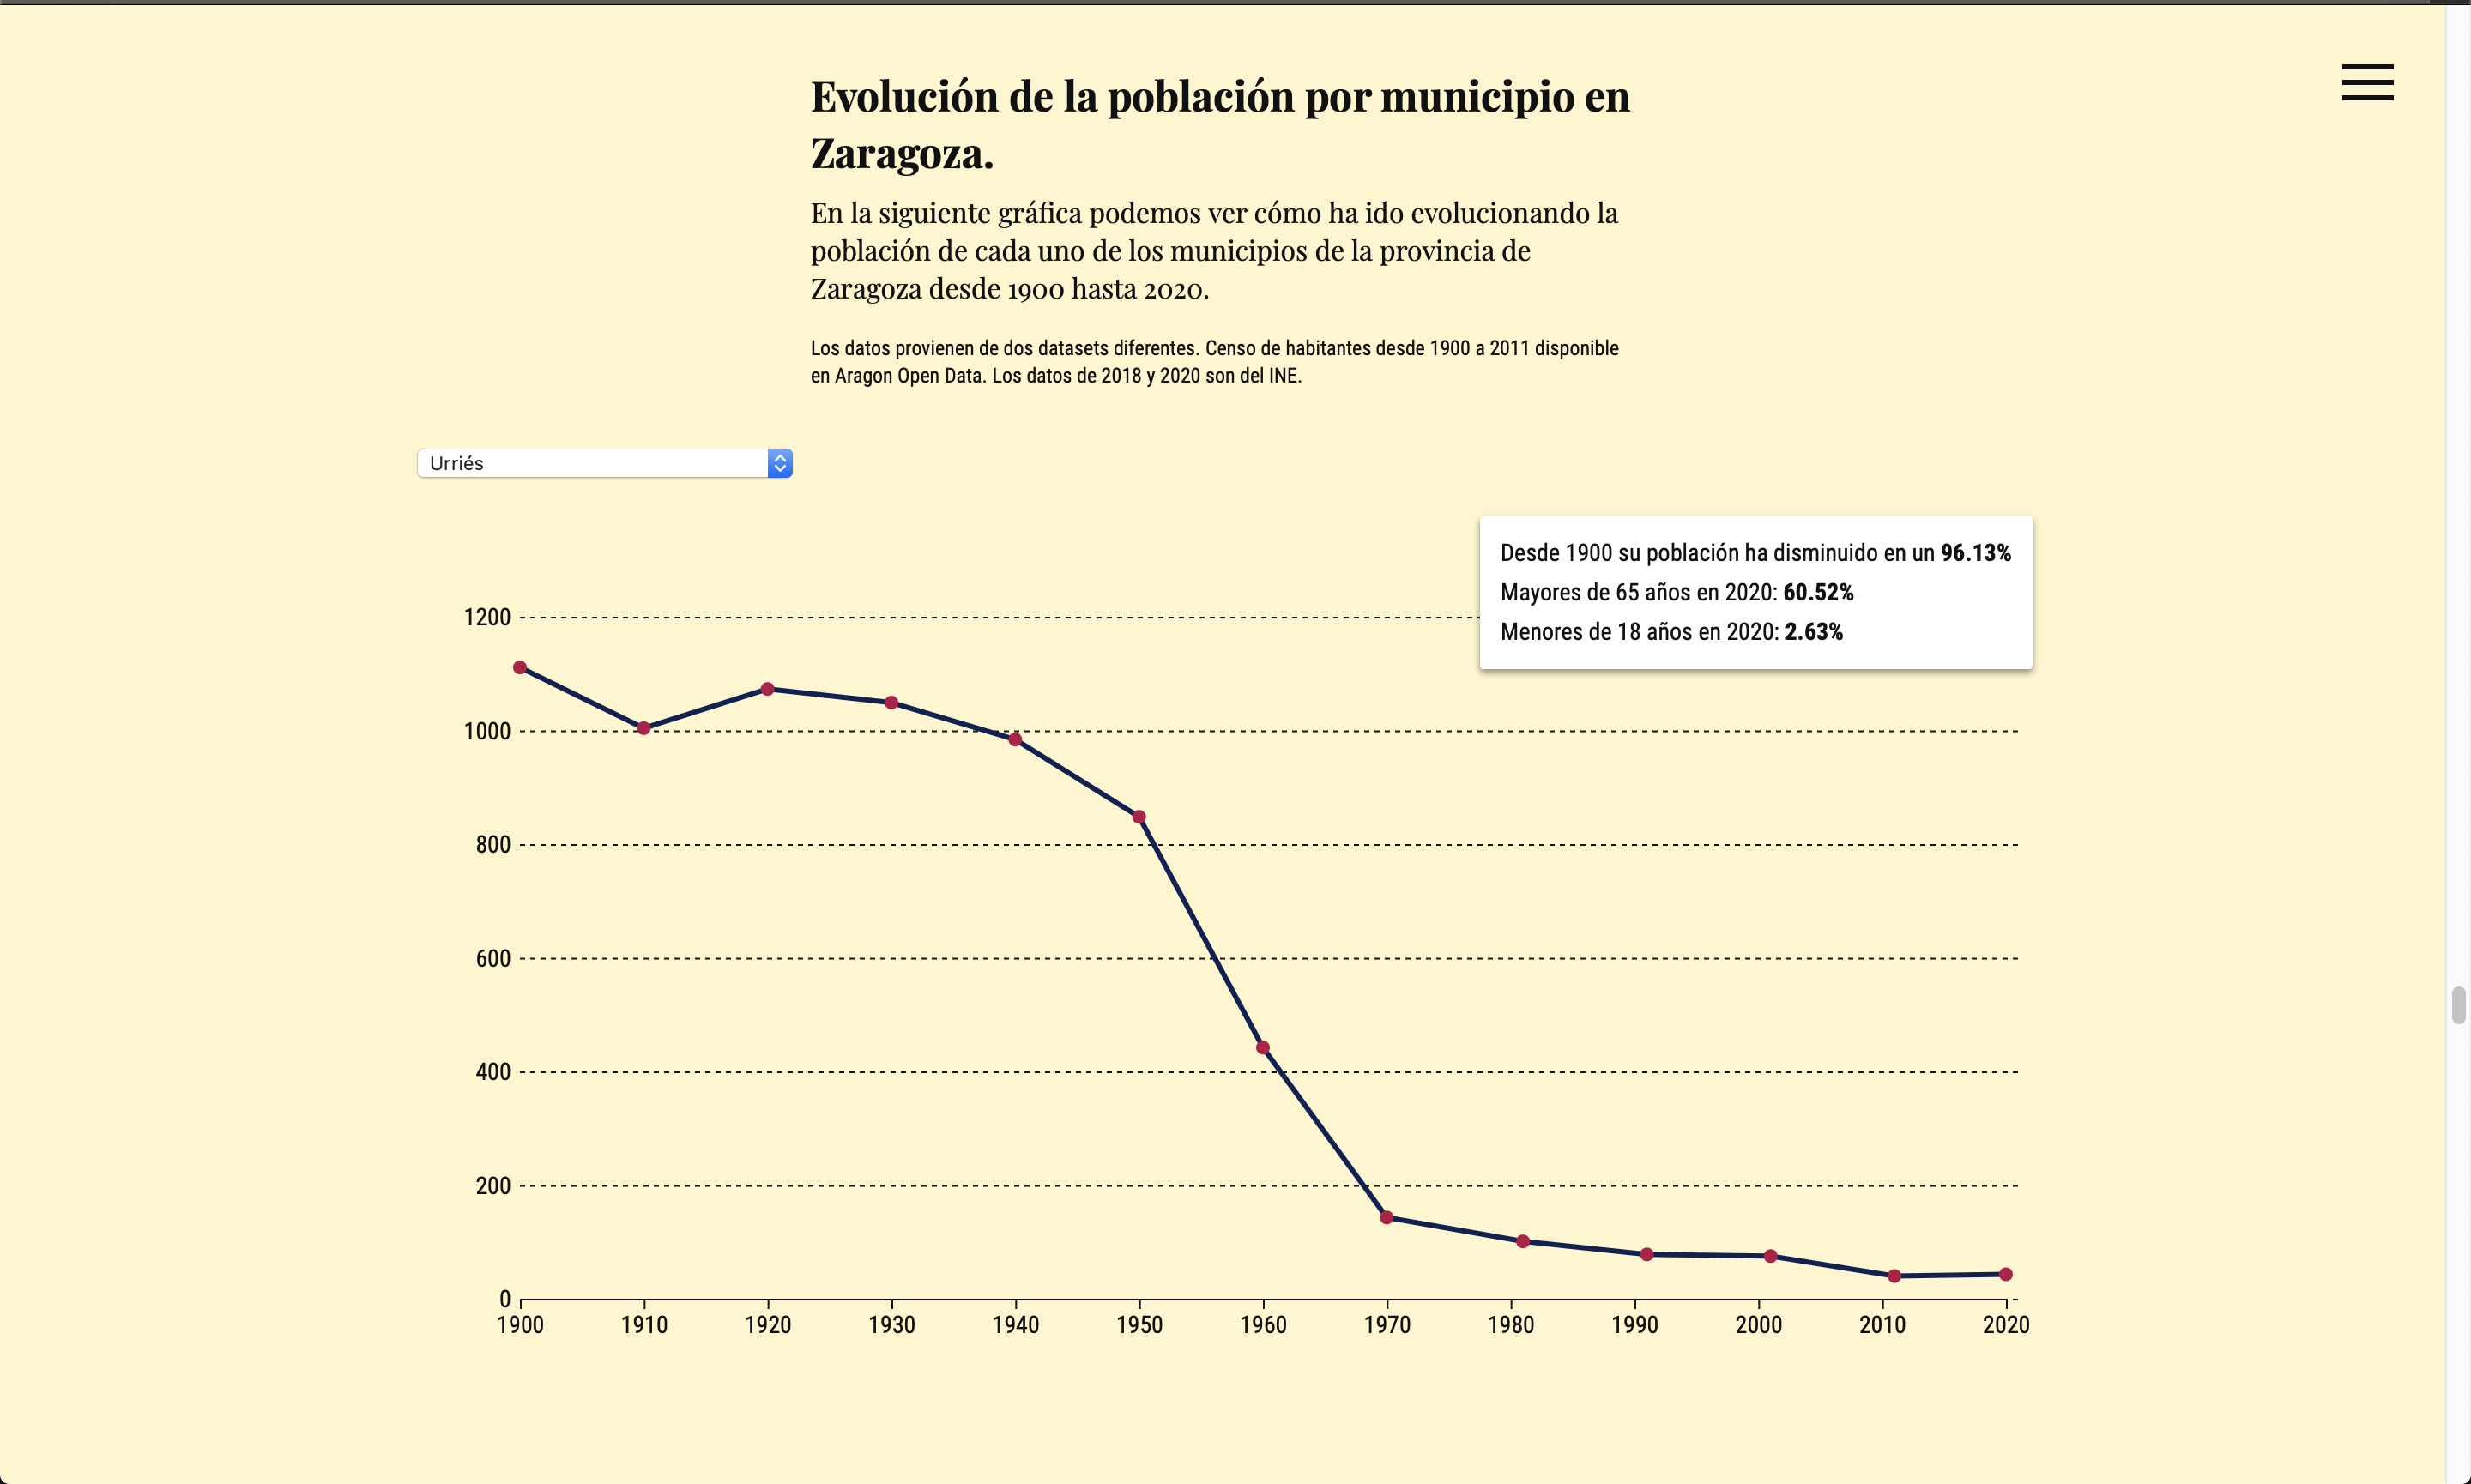 Evolución de la población por municipio en
Zaragoza.
En la siguiente gráfica podemos ver cómo ha ido evolucionando la
población de cada uno de los municipios de la provincia de
Zaragoza desde 1900 hasta 2020.
Los datos provienen de dos datasets diferentes. Censo de habitantes desde 1900 a 2011 disponible
en Aragon Open Data. Los datos de 2018 y 2020 son del INE.
Urriés
Desde 1900 su población ha disminuido en un 96.13%
Mayores de 65 años en 2020: 60.52%
Menores de 18 años en 2020: 2.63%
1200
1000
800
600
400
200
0
1900 1910 1920 1930 1940 1950 1960 1970 1980 1990 2000 2010 2020